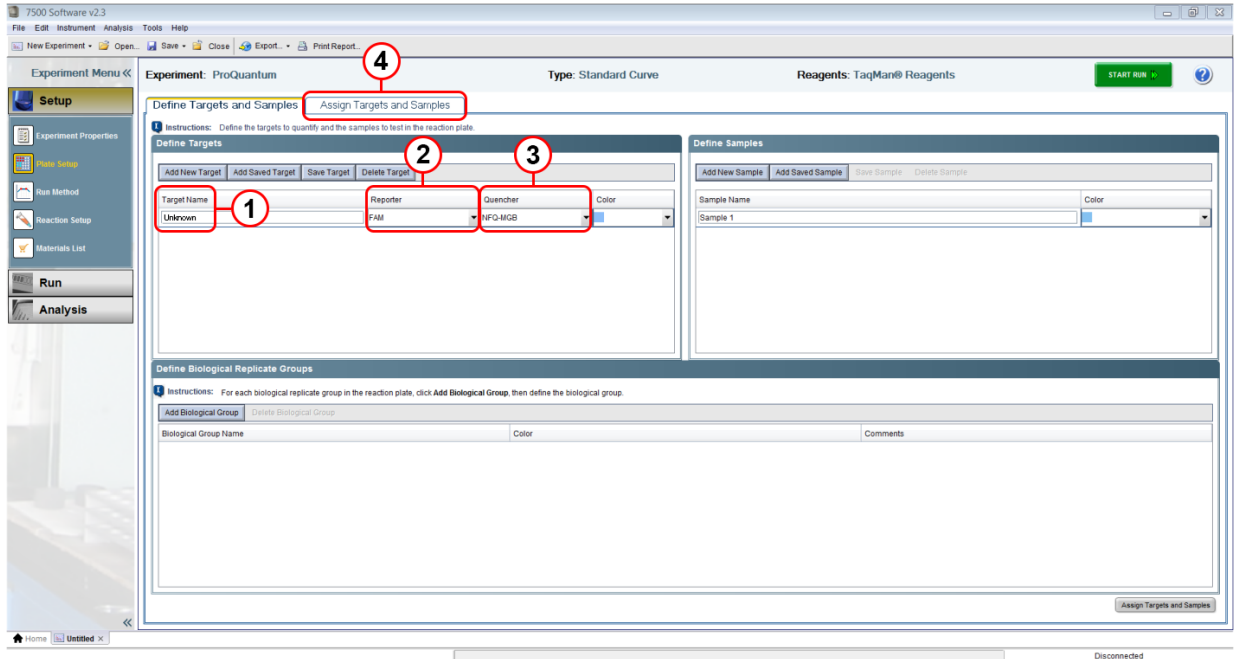 7500 Software v2.3
File Edit Instrument Analysis Tools Help
New Experiment Open... Save Close Export... Print Report...
4
Experiment Menu «
Experiment: ProQuantum Type: Standard Curve Reagents: TaqMan® Reagents START RUN
Setup
Define Targets and Samples Assign Targets and Samples
Instructions: Define the targets to quantify and the samples to test in the reaction plate.
Experiment Properties
Plate Setup
Run Method
Reaction Setup
Materials List
Run
Analysis
Define Targets
2 3
Add New Target Add Saved Target Save Target Delete Target
Target Name Reporter Quencher Color
1
Unknown FAM NFQ-MGB
Define Samples
Add New Sample Add Saved Sample Save Sample Delete Sample
Sample Name Color
Sample 1
Define Biological Replicate Groups
Instructions: For each biological replicate group in the reaction plate, click Add Biological Group, then define the biological group.
Add Biological Group Delete Biological Group
Biological Group Name Color Comments
Assign Targets and Samples
«
Home Untitled ×
Disconnected